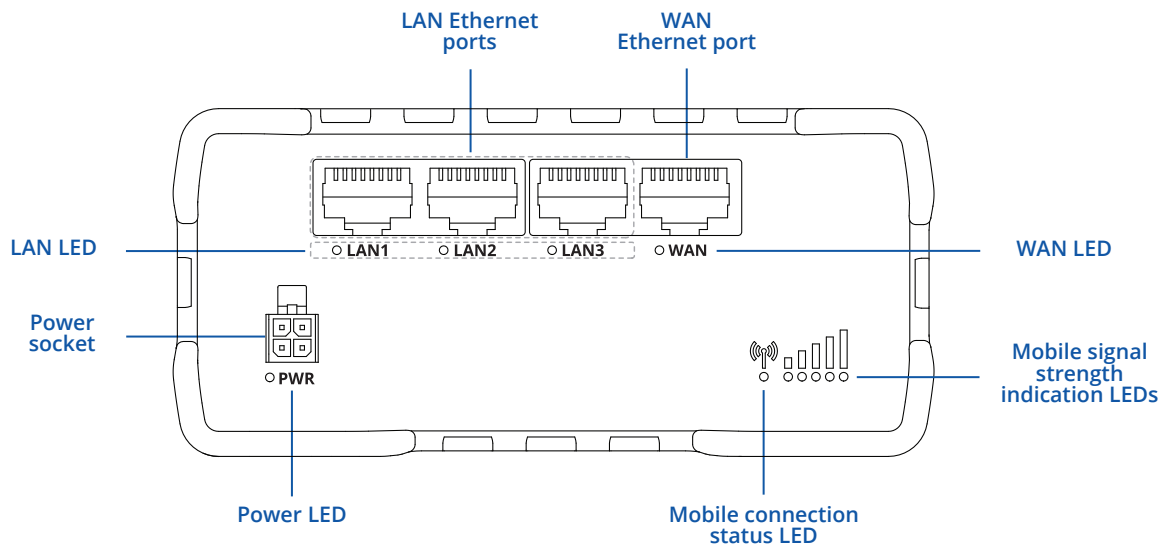 LAN Ethernet
ports
WAN
Ethernet port
LAN LED
LAN1
LAN2
LAN3
WAN
WAN LED
Power
socket
PWR
Mobile signal
strength
indication LEDs
Power LED
Mobile connection
status LED